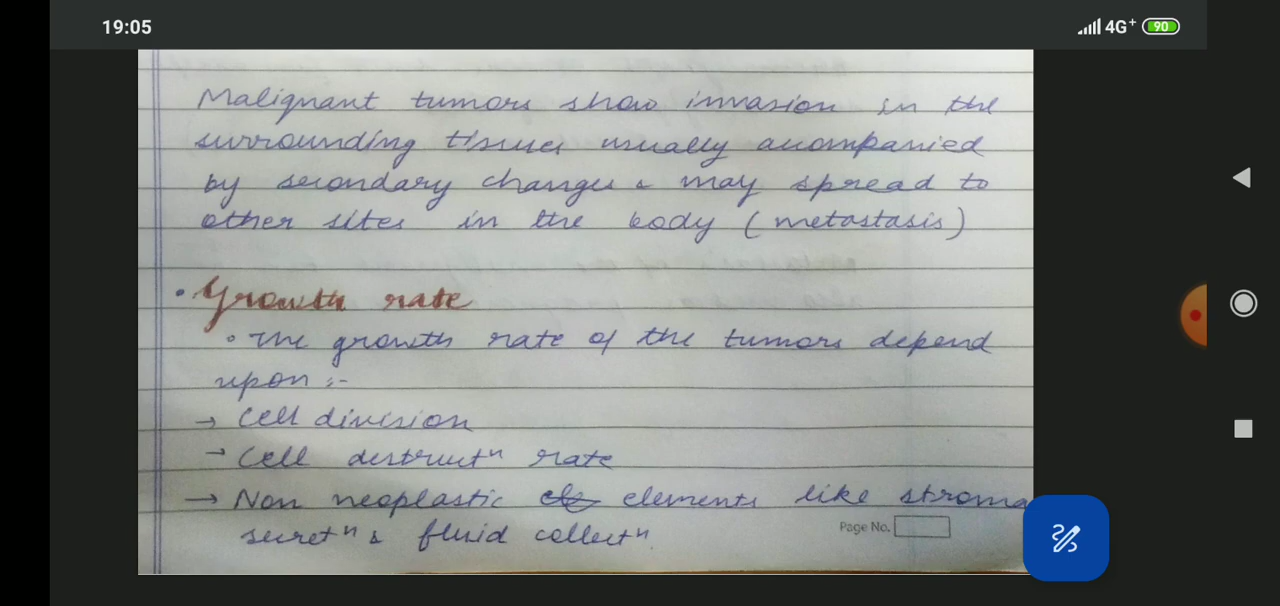 19:05
4G+ 90
Malignant tumors show invasion in the
surrounding tissues usually accompanied
by secondary changes & may spread to
other sites in the body (metastasis)
• Growth rate
• The growth rate of the tumors depend
upon :-
→ Cell division
→ Cell destructⁿ rate
→ Non neoplastic ele elements like stroma
secretⁿ & fluid collectⁿ
Page No.